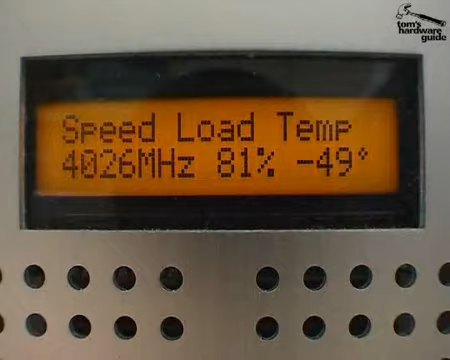 tom's
hardware
guide
Speed Load Temp
4026MHz 81% -49°